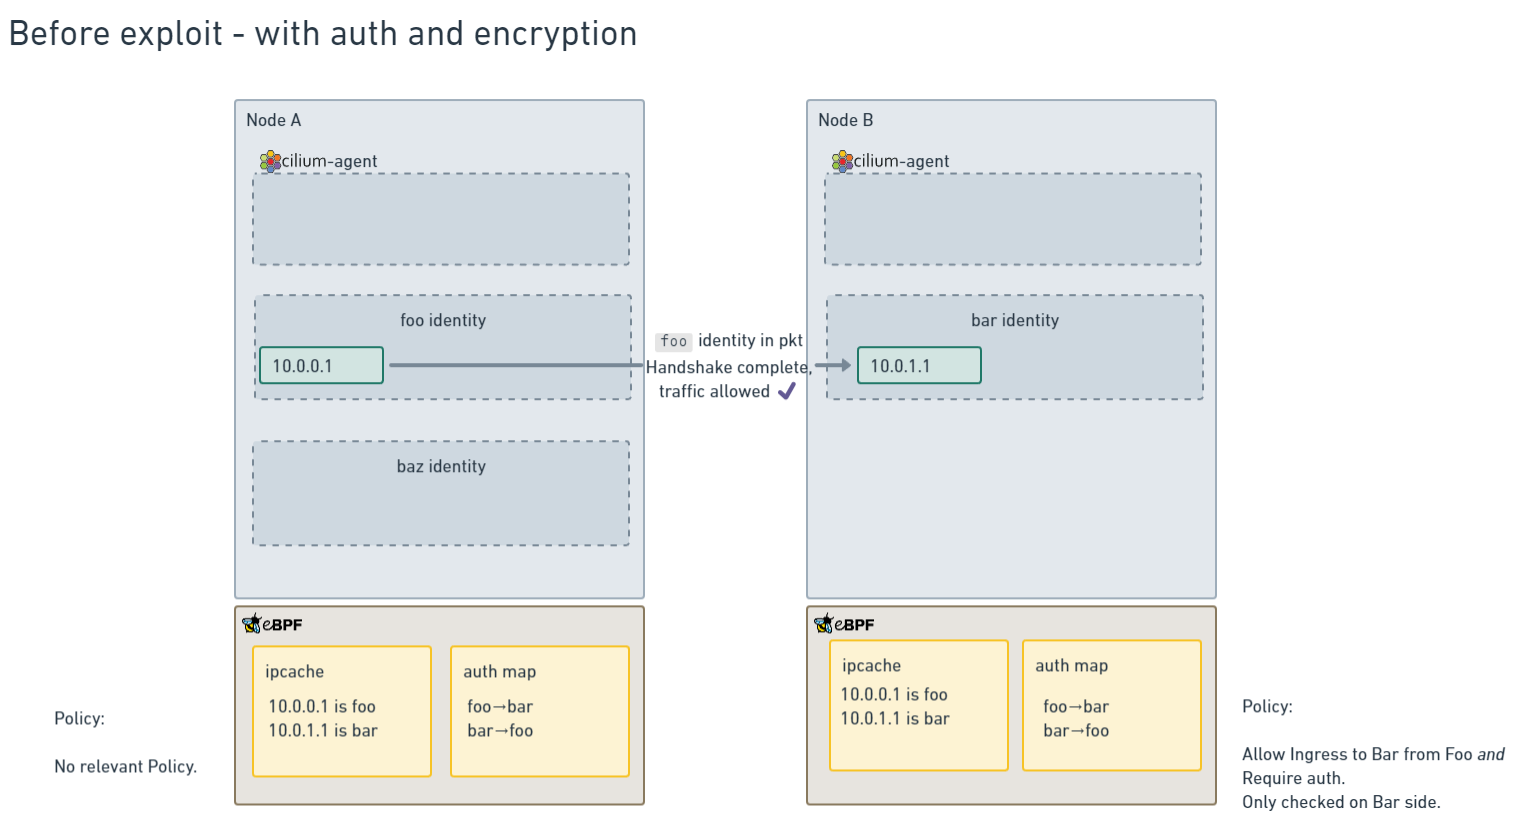 Before exploit - with auth and encryption
Node A
cilium-agent
foo identity
10.0.0.1
baz identity
foo identity in pkt
Handshake complete,
traffic allowed
Node B
cilium-agent
bar identity
10.0.1.1
eBPF
ipcache
10.0.0.1 is foo
10.0.1.1 is bar
auth map
foo→bar
bar→foo
eBPF
ipcache
10.0.0.1 is foo
10.0.1.1 is bar
auth map
foo→bar
bar→foo
Policy:
No relevant Policy.
Policy:
Allow Ingress to Bar from Foo and
Require auth.
Only checked on Bar side.